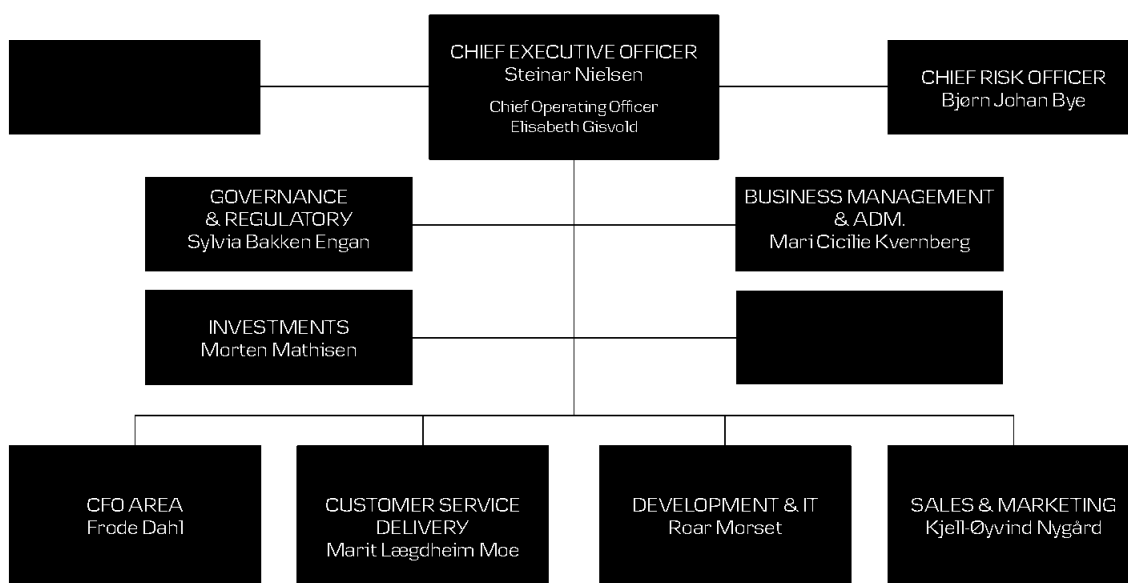 CHIEF EXECUTIVE OFFICER
Steinar Nielsen
Chief Operating Officer
Elisabeth Gisvold
CHIEF RISK OFFICER
Bjørn Johan Bye
GOVERNANCE
& REGULATORY
Sylvia Bakken Engan
BUSINESS MANAGEMENT
& ADM.
Mari Cicilie Kvernberg
INVESTMENTS
Morten Mathisen
CFO AREA
Frode Dahl
CUSTOMER SERVICE
DELIVERY
Marit Lægdheim Moe
DEVELOPMENT & IT
Roar Morset
SALES & MARKETING
Kjell-Øyvind Nygård